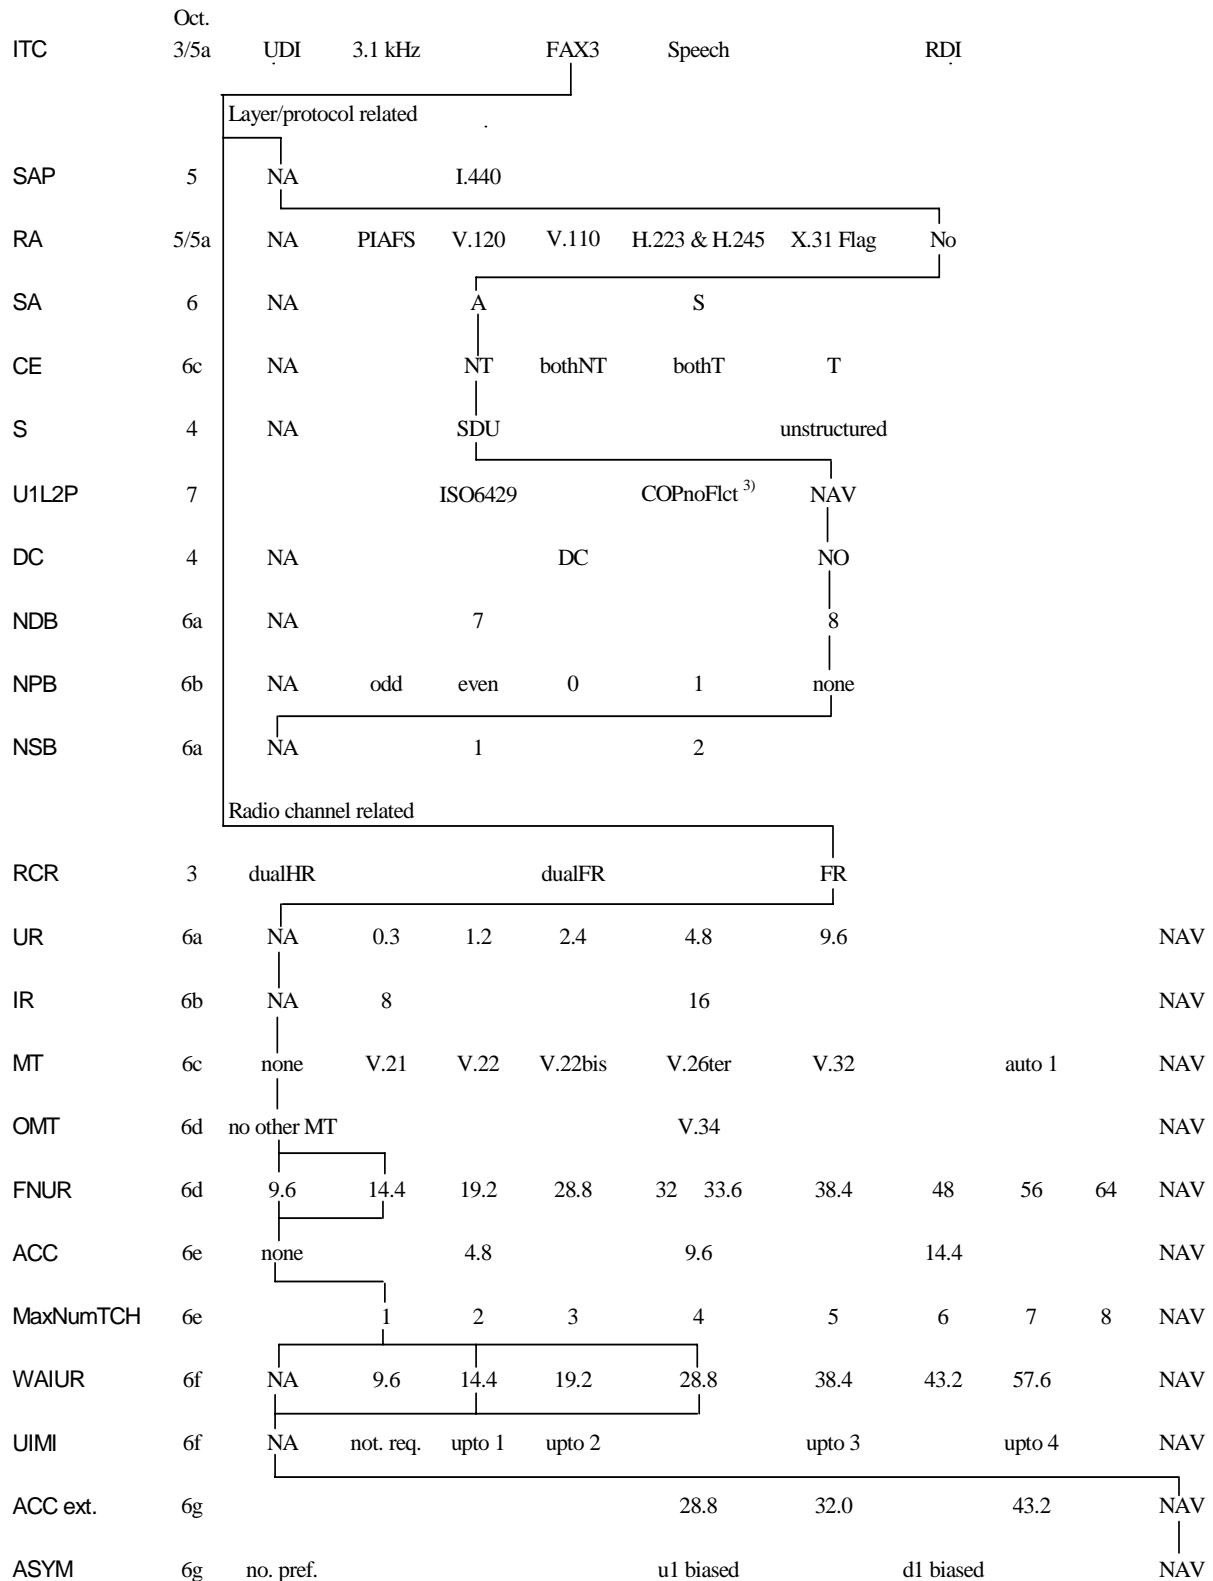 Oct.
ITC 3/5a UDI 3.1 kHz FAX3 Speech RDI
Layer/protocol related
SAP 5 NA I.440
RA 5/5a NA PIAFS V.120 V.110 H.223 & H.245 X.31 Flag No
SA 6 NA A S
CE 6c NA NT bothNT bothT T
S 4 NA SDU unstructured
U1L2P 7 ISO6429 COPnoFlct 3) NAV
DC 4 NA DC NO
NDB 6a NA 7 8
NPB 6b NA odd even 0 1 none
NSB 6a NA 1 2
Radio channel related
RCR 3 dualHR dualFR FR
UR 6a NA 0.3 1.2 2.4 4.8 9.6 NAV
IR 6b NA 8 16 NAV
MT 6c none V.21 V.22 V.22bis V.26ter V.32 auto 1 NAV
OMT 6d no other MT V.34 NAV
FNUR 6d 9.6 14.4 19.2 28.8 32 33.6 38.4 48 56 64 NAV
ACC 6e none 4.8 9.6 14.4 NAV
MaxNumTCH 6e 1 2 3 4 5 6 7 8 NAV
WAIUR 6f NA 9.6 14.4 19.2 28.8 38.4 43.2 57.6 NAV
UIMI 6f NA not. req. upto 1 upto 2 upto 3 upto 4 NAV
ACC ext. 6g 28.8 32.0 43.2 NAV
ASYM 6g no. pref. u1 biased d1 biased NAV